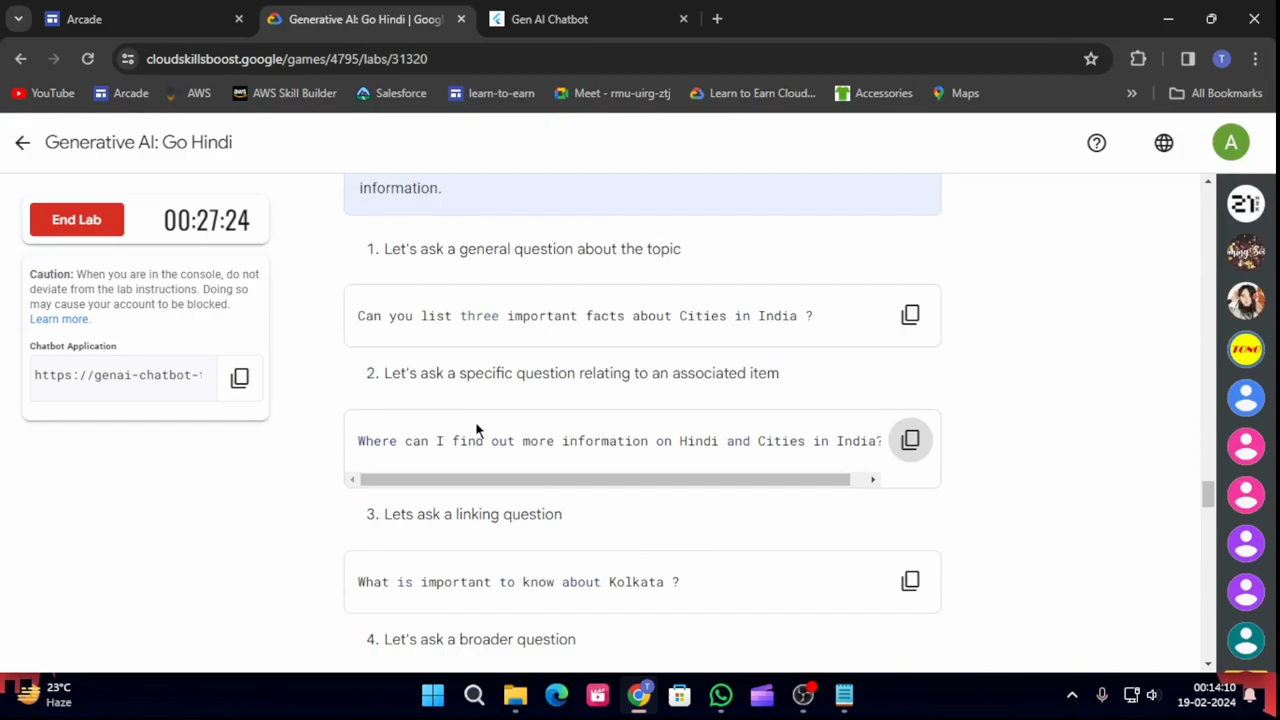 Arcade
Generative AI: Go Hindi | Goog
Gen AI Chatbot
cloudskillsboost.google/games/4795/labs/31320
T
YouTube
Arcade
AWS
AWS Skill Builder
Salesforce
learn-to-earn
Meet - rmu-uirg-ztj
Learn to Earn Cloud...
Accessories
Maps
All Bookmarks
Generative AI: Go Hindi
A
End Lab
00:27:24
Caution: When you are in the console, do not
deviate from the lab instructions. Doing so
may cause your account to be blocked.
Learn more.
Chatbot Application
https://genai-chatbot-
information.
1. Let's ask a general question about the topic
Can you list three important facts about Cities in India ?
2. Let's ask a specific question relating to an associated item
Where can I find out more information on Hindi and Cities in India?
3. Lets ask a linking question
What is important to know about Kolkata ?
4. Let's ask a broader question
23°C
Haze
00:14:10
19-02-2024